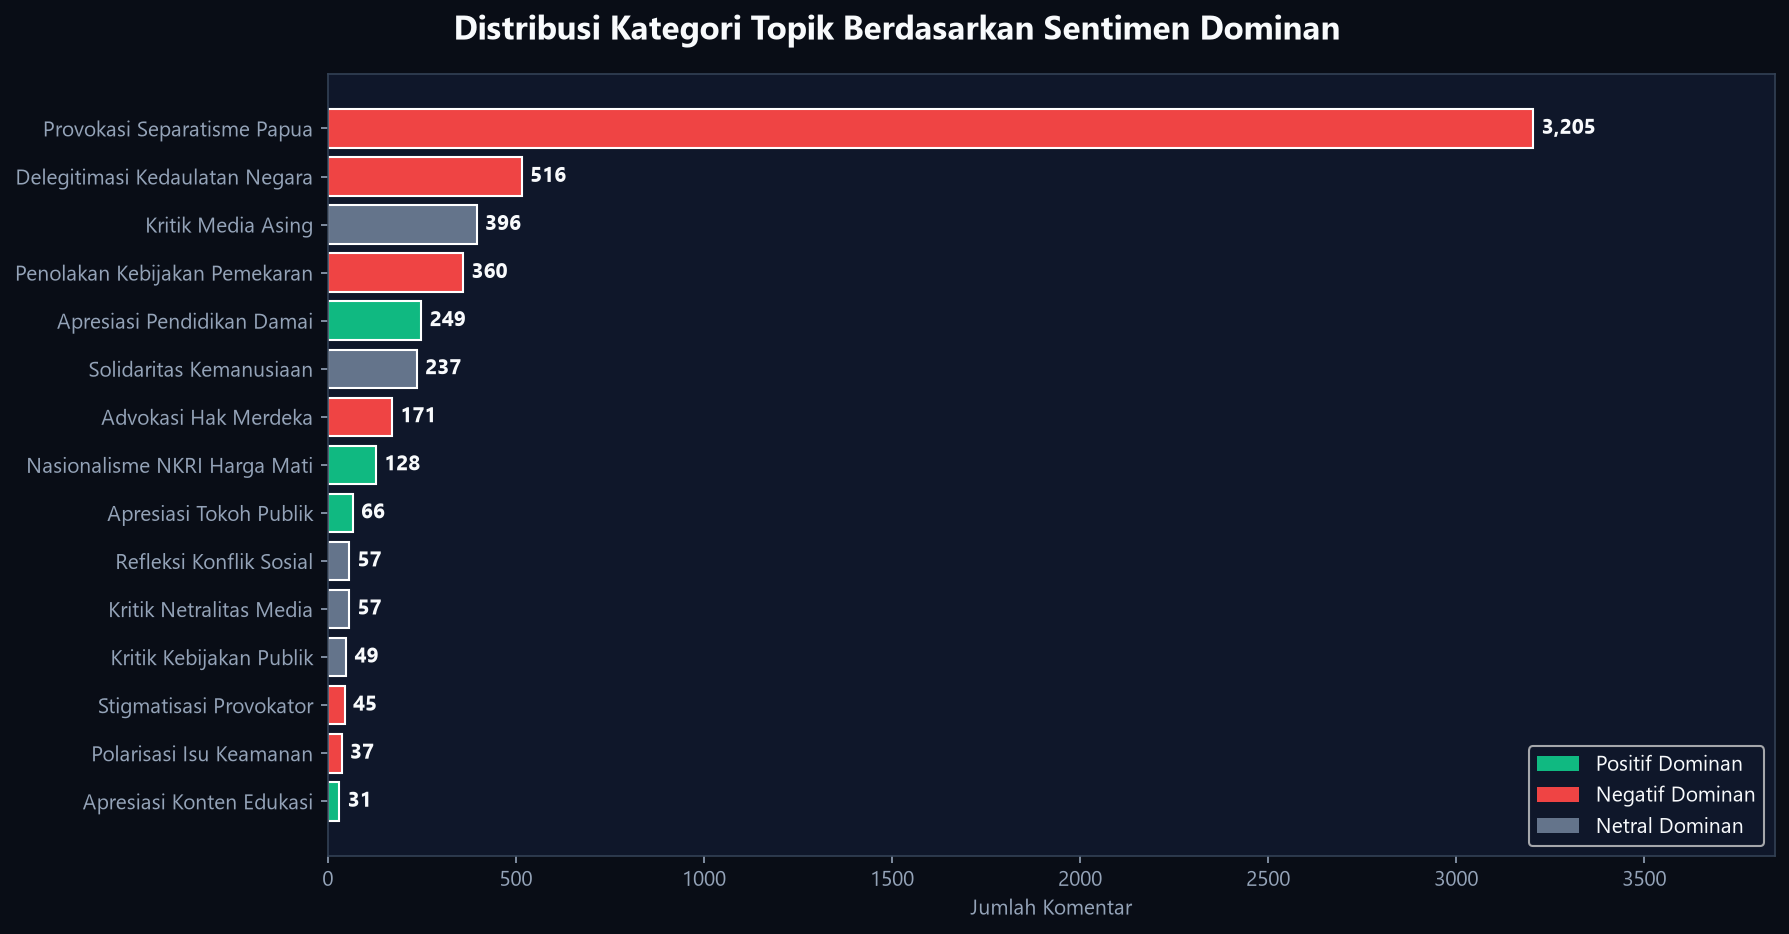 Distribusi Kategori Topik Berdasarkan Sentimen Dominan
Provokasi Separatisme Papua 3,205
Delegitimasi Kedaulatan Negara 516
Kritik Media Asing 396
Penolakan Kebijakan Pemekaran 360
Apresiasi Pendidikan Damai 249
Solidaritas Kemanusiaan 237
Advokasi Hak Merdeka 171
Nasionalisme NKRI Harga Mati 128
Apresiasi Tokoh Publik 66
Refleksi Konflik Sosial 57
Kritik Netralitas Media 57
Kritik Kebijakan Publik 49
Stigmatisasi Provokator 45
Polarisasi Isu Keamanan 37
Apresiasi Konten Edukasi 31
Positif Dominan
Negatif Dominan
Netral Dominan
0 500 1000 1500 2000 2500 3000 3500
Jumlah Komentar